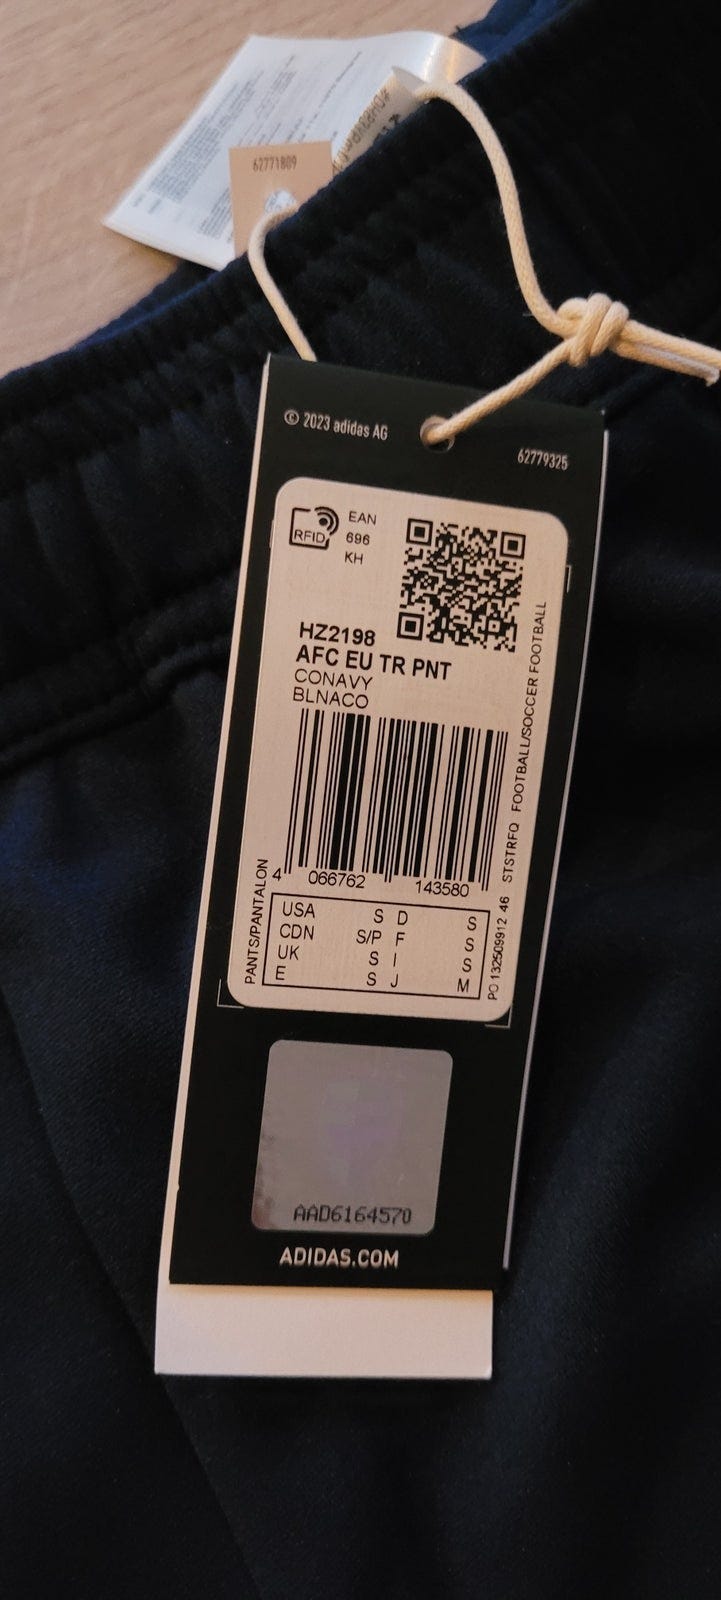 62771809
© 2023 adidas AG
62779325
RFID
EAN
696
KH
HZ2198
AFC EU TR PNT
CONAVY
BLNACO
4 066762 143580
PANTS/PANTALON
STSTRFQ FOOTBALL/SOCCER FOOTBALL
PO 132509912 46
USA S D S
CDN S/P F S
UK S I S
E S J M
AAD6164570
ADIDAS.COM